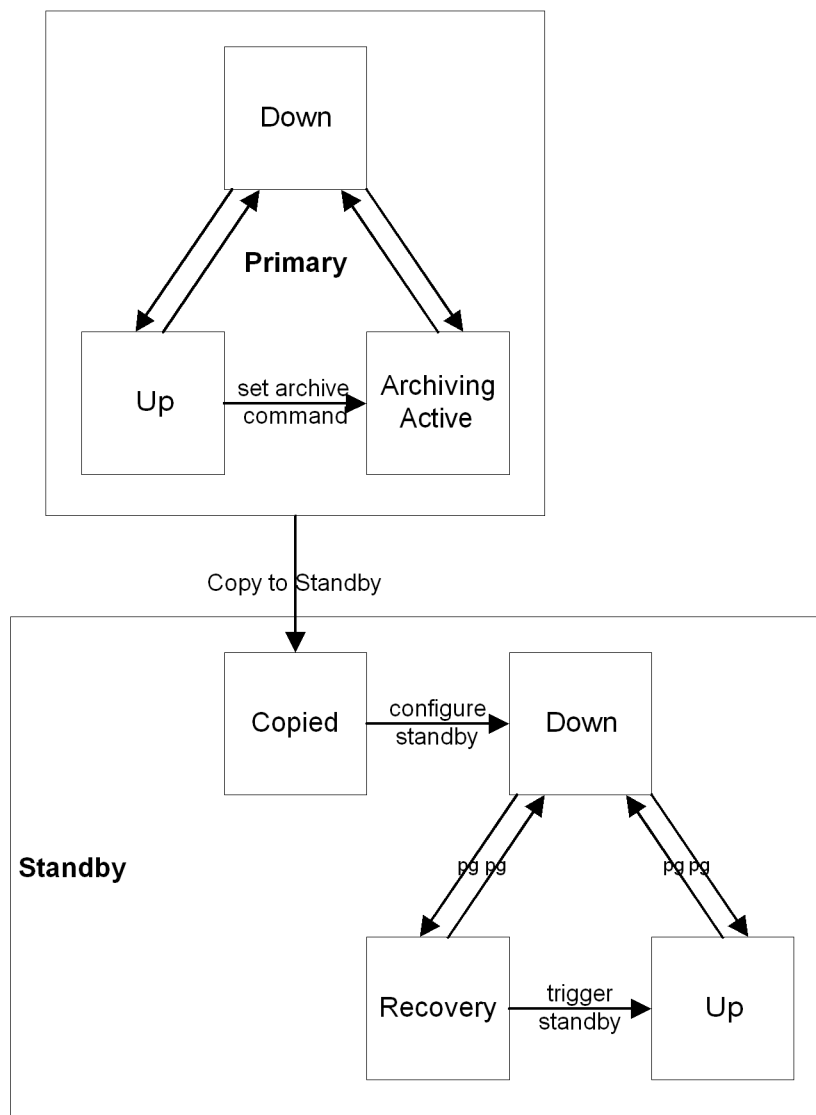 Down
Primary
Up
set archive
command
Archiving
Active
Copy to Standby
Copied
configure
standby
Down
Standby
pg pg
pg pg
Recovery
trigger
standby
Up